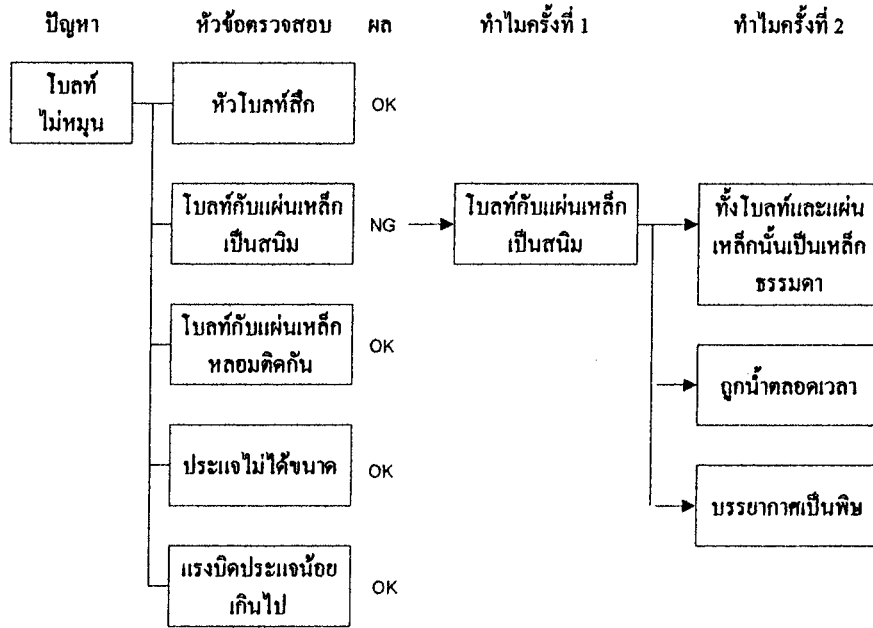 ปัญหา หัวข้อตรวจสอบ ผล ทำไมครั้งที่ 1 ทำไมครั้งที่ 2
โบลท์
ไม่หมุน
หัวโบลท์สึก OK
โบลท์กับแผ่นเหล็ก
เป็นสนิม
NG
โบลท์กับแผ่นเหล็ก
เป็นสนิม
ทั้งโบลท์และแผ่น
เหล็กนั้นเป็นเหล็ก
ธรรมดา
โบลท์กับแผ่นเหล็ก
หลอมติดกัน
OK
ถูกน้ำตลอดเวลา
ประแจไม่ได้ขนาด OK
บรรยากาศเป็นพิษ
แรงบิดประแจน้อย
เกินไป
OK